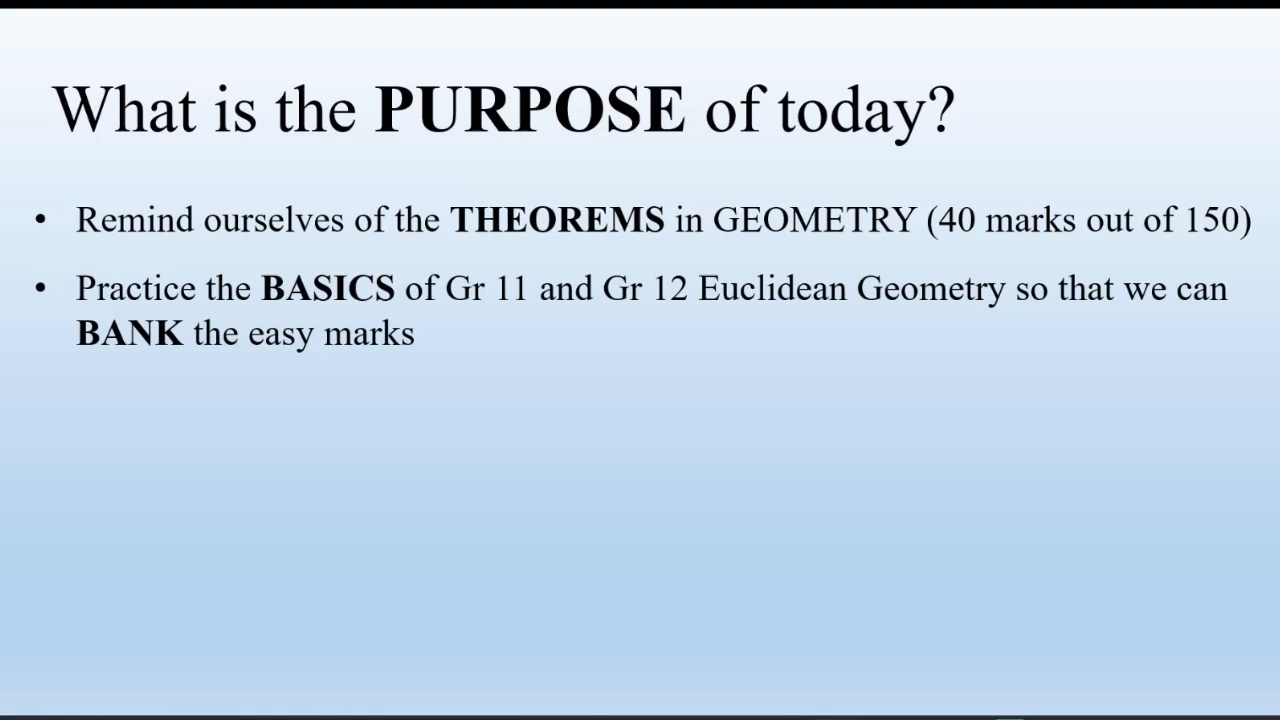 What is the PURPOSE of today?
• Remind ourselves of the THEOREMS in GEOMETRY (40 marks out of 150)
• Practice the BASICS of Gr 11 and Gr 12 Euclidean Geometry so that we can
BANK the easy marks